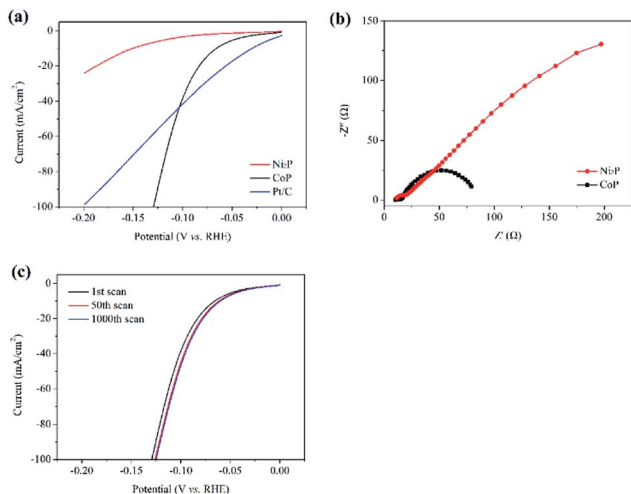 (a)
0
-20
-40
-60
-80
-100
Current (mA/cm²)
Ni₂P
CoP
Pt/C
-0.20
-0.15
-0.10
-0.05
0.00
Potential (V vs. RHE)
(b)
150
125
100
75
50
25
0
-Z'' (Ω)
Ni₂P
CoP
0
50
100
150
200
Z' (Ω)
(c)
0
-20
-40
-60
-80
-100
Current (mA/cm²)
1st scan
50th scan
1000th scan
-0.20
-0.15
-0.10
-0.05
0.00
Potential (V vs. RHE)